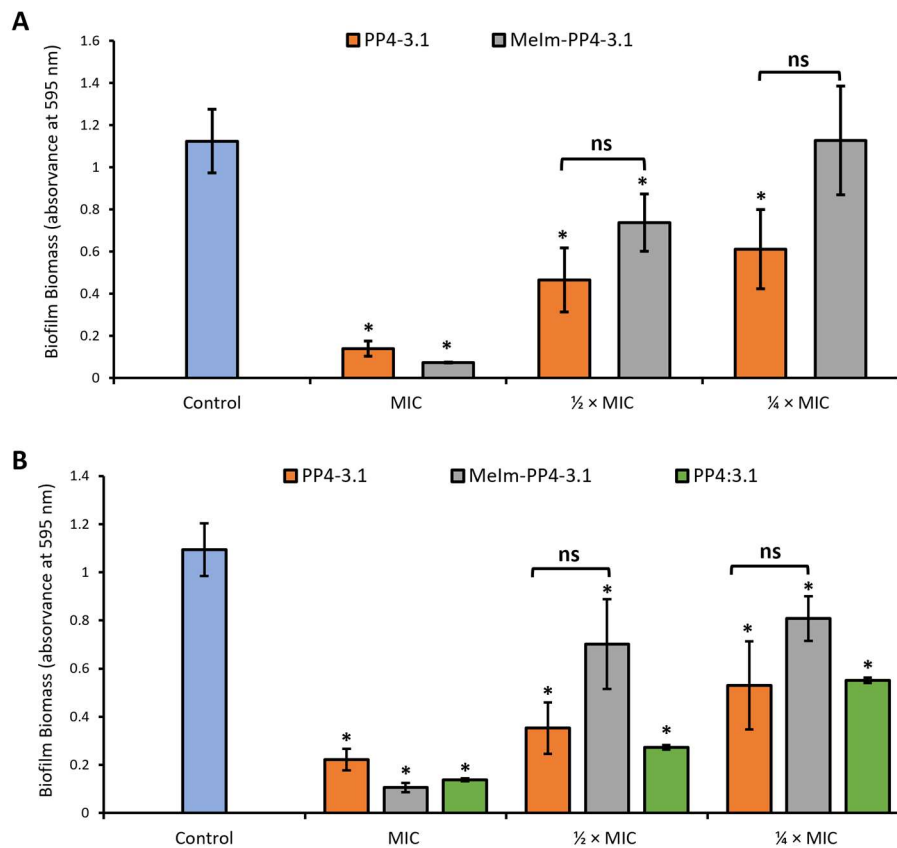 A
PP4-3.1 MeIm-PP4-3.1
Biofilm Biomass (absorvance at 595 nm)
1.6
1.4
1.2
1
0.8
0.6
0.4
0.2
0
* * * * *
ns ns
Control MIC ½ × MIC ¼ × MIC
B
PP4-3.1 MeIm-PP4-3.1 PP4:3.1
Biofilm Biomass (absorvance at 595 nm)
1.4
1.2
1
0.8
0.6
0.4
0.2
0
* * * * * * * * *
ns ns
Control MIC ½ × MIC ¼ × MIC